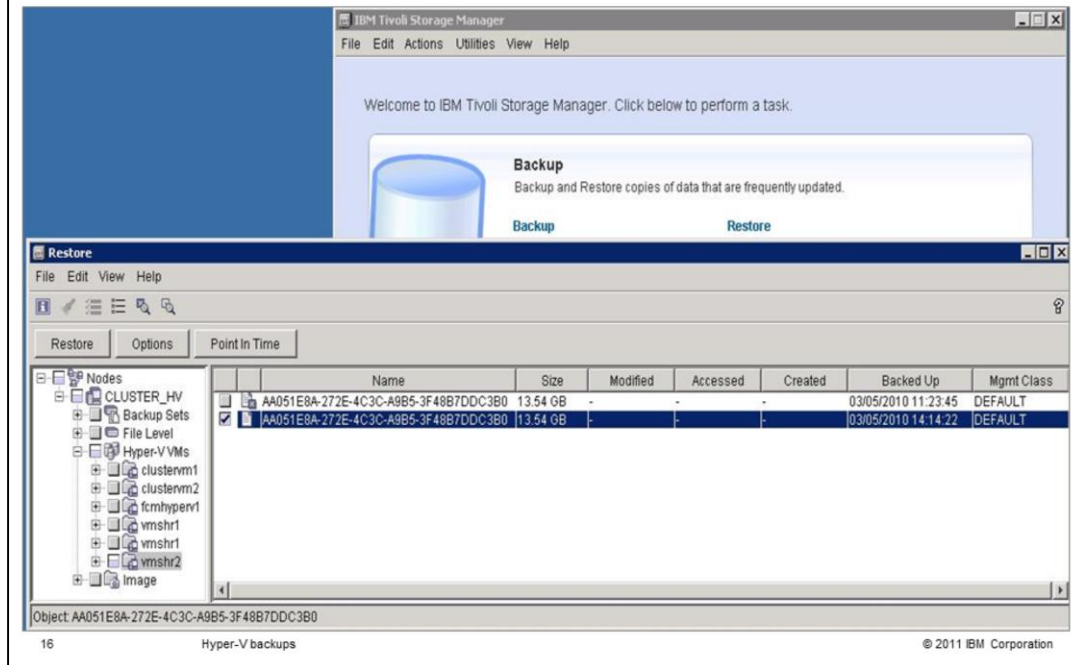 IBM Tivoli Storage Manager
File Edit Actions Utilities View Help
Welcome to IBM Tivoli Storage Manager. Click below to perform a task.
Backup
Backup and Restore copies of data that are frequently updated.
Backup Restore
Restore
File Edit View Help
Restore Options Point In Time
Nodes
CLUSTER_HV
Backup Sets
File Level
Hyper-V VMs
clustervm1
clustervm2
fcmhyperv1
vmshr1
vmshr1
vmshr2
Image
Name Size Modified Accessed Created Backed Up Mgmt Class
AA051E8A-272E-4C3C-A9B5-3F48B7DDC3B0 13.54 GB - - - 03/05/2010 11:23:45 DEFAULT
AA051E8A-272E-4C3C-A9B5-3F48B7DDC3B0 13.54 GB - - - 03/05/2010 14:14:22 DEFAULT
Object: AA051E8A-272E-4C3C-A9B5-3F48B7DDC3B0
16 Hyper-V backups © 2011 IBM Corporation